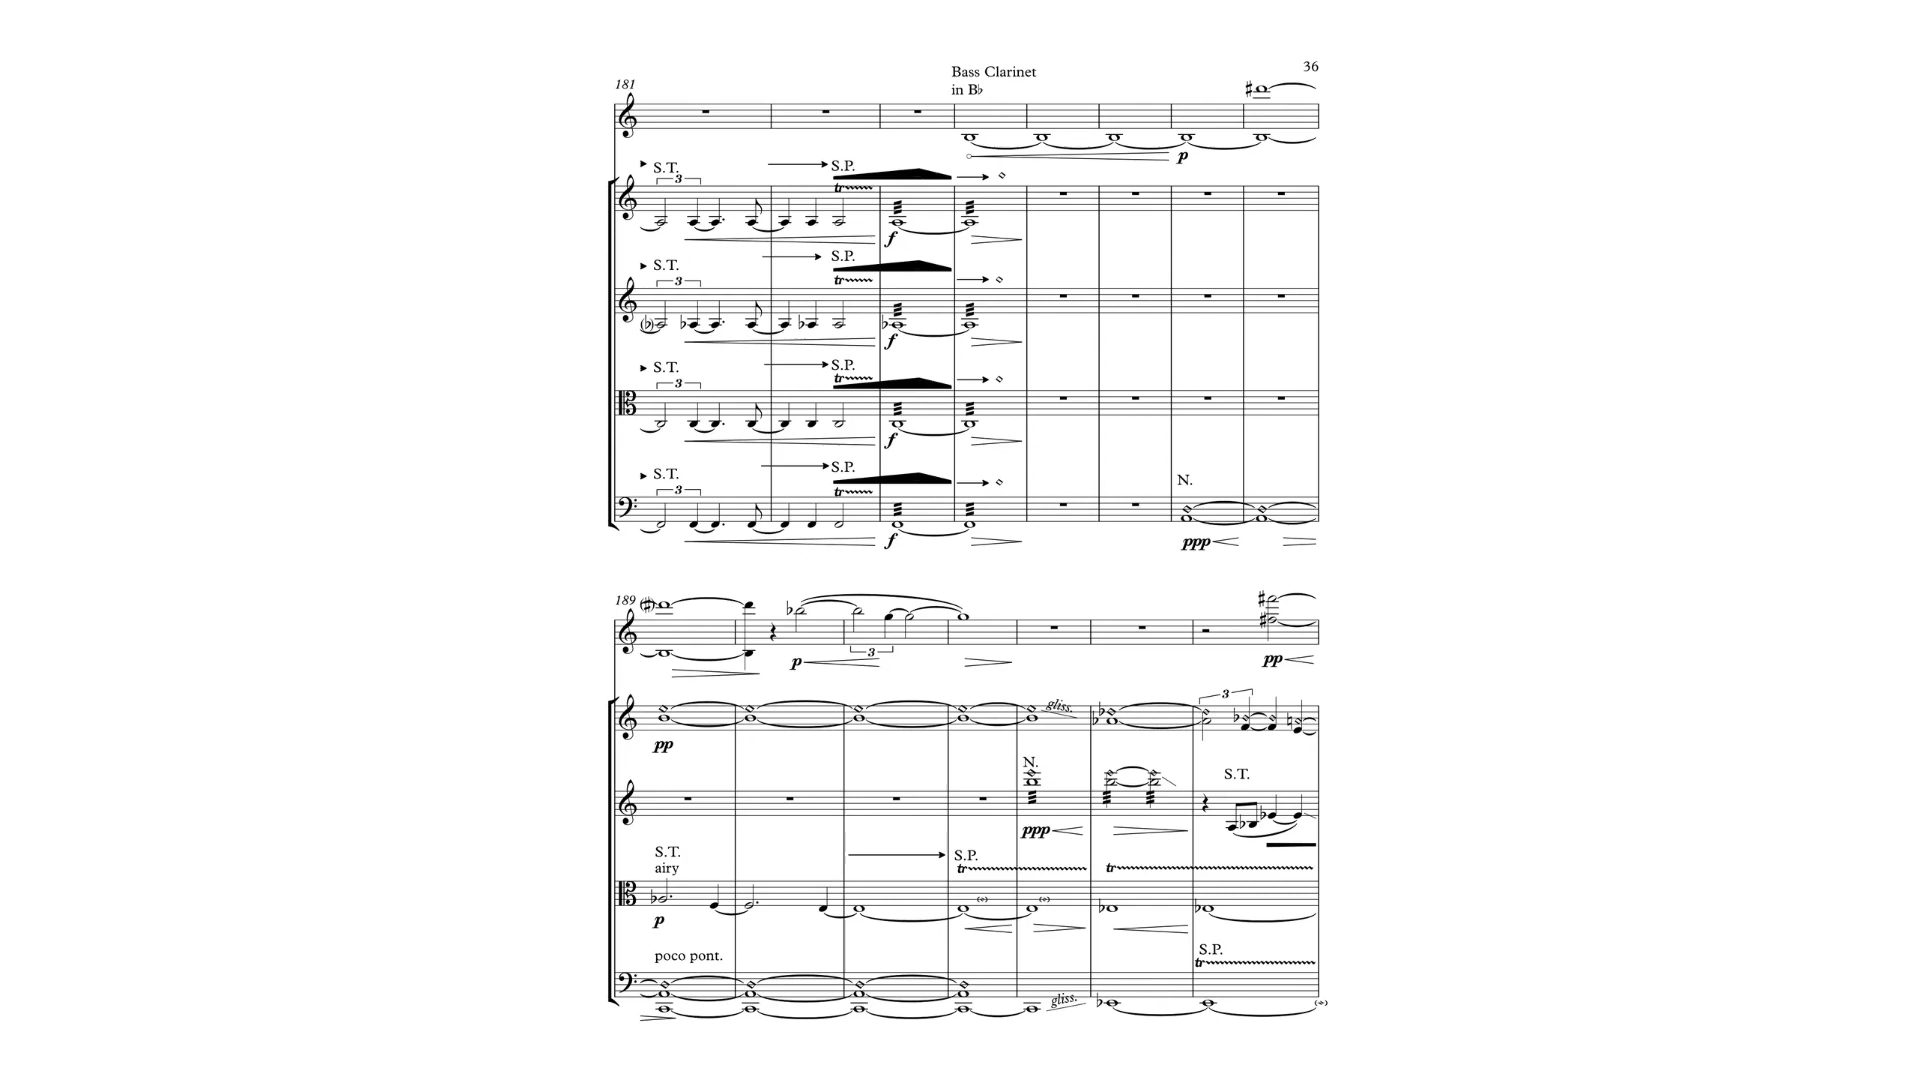 36
Bass Clarinet
in B♭
181
S.T.
S.P.
3
tr
p
f
S.T.
S.P.
3
tr
f
S.T.
S.P.
3
tr
f
S.T.
S.P.
3
tr
N.
f
ppp
189
p
3
pp
gliss.
3
pp
N.
S.T.
ppp
S.T.
airy
S.P.
tr
tr
p
poco pont.
S.P.
tr
gliss.